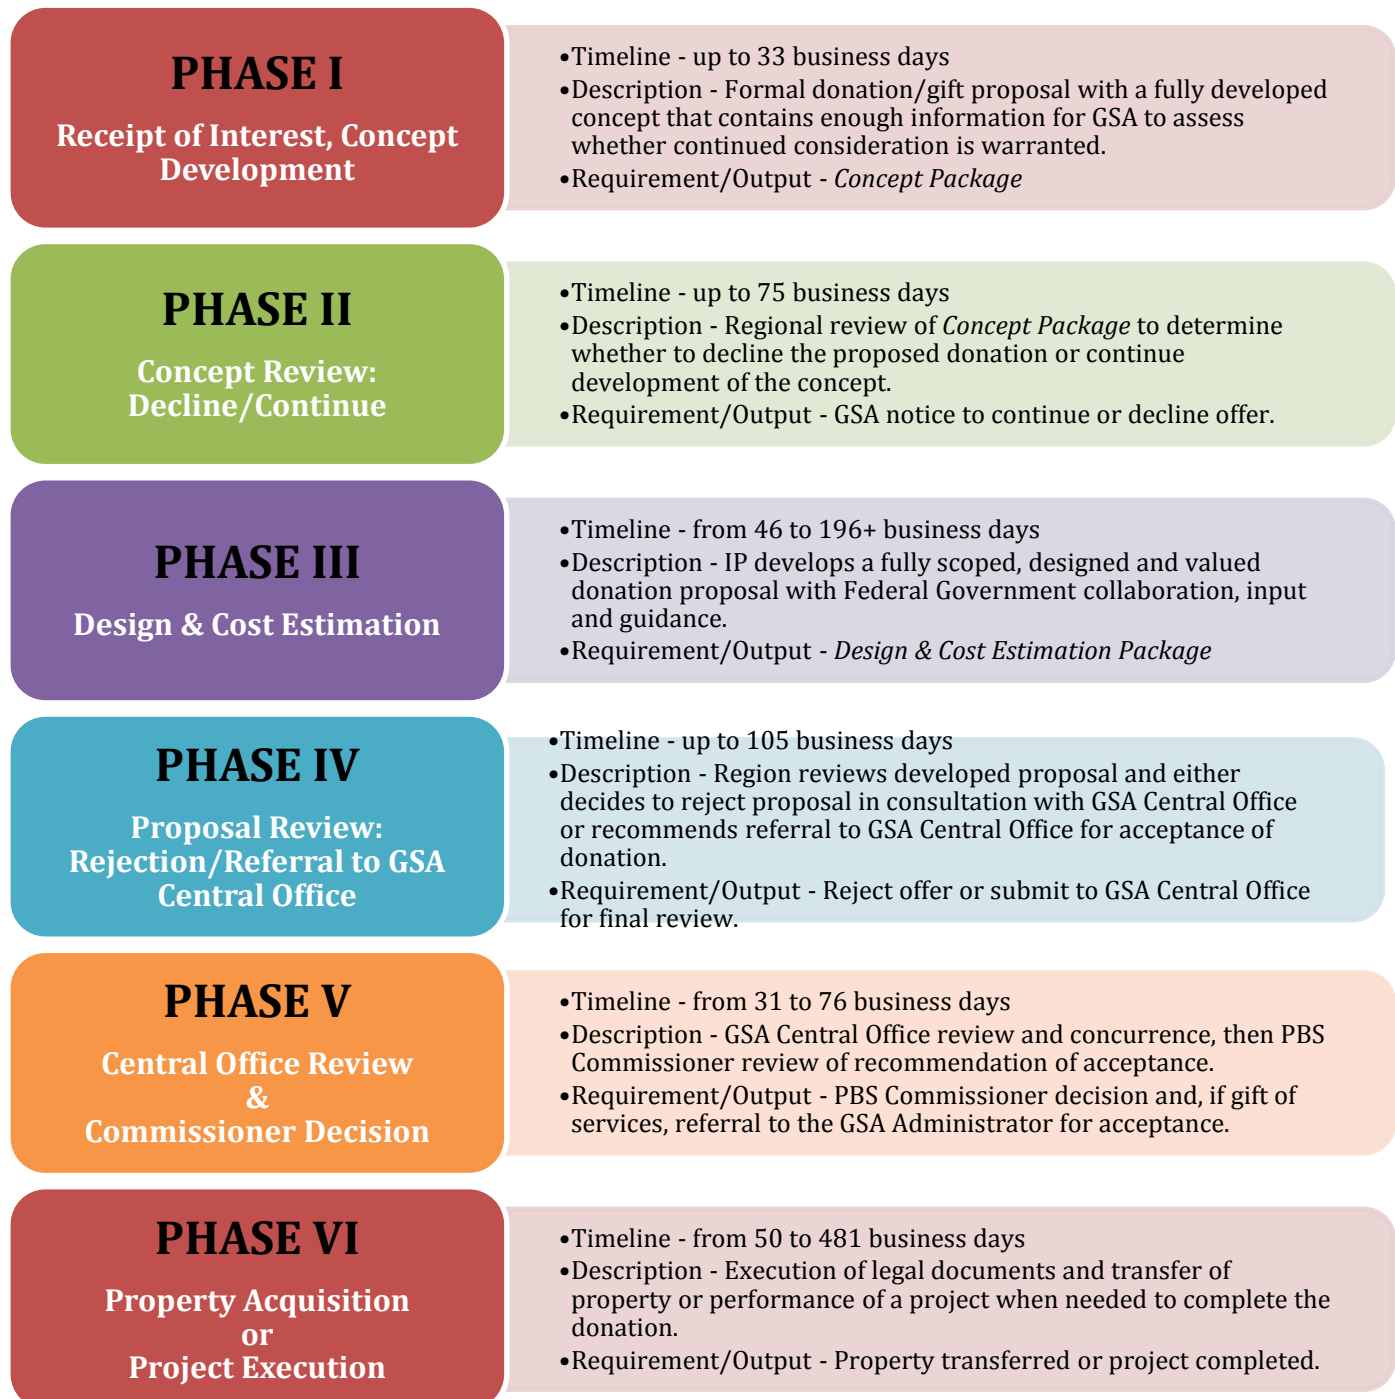 PHASE I
Receipt of Interest, Concept
Development
•Timeline - up to 33 business days
•Description - Formal donation/gift proposal with a fully developed
concept that contains enough information for GSA to assess
whether continued consideration is warranted.
•Requirement/Output - Concept Package
PHASE II
Concept Review:
Decline/Continue
•Timeline - up to 75 business days
•Description - Regional review of Concept Package to determine
whether to decline the proposed donation or continue
development of the concept.
•Requirement/Output - GSA notice to continue or decline offer.
PHASE III
Design & Cost Estimation
•Timeline - from 46 to 196+ business days
•Description - IP develops a fully scoped, designed and valued
donation proposal with Federal Government collaboration, input
and guidance.
•Requirement/Output - Design & Cost Estimation Package
PHASE IV
Proposal Review:
Rejection/Referral to GSA
Central Office
•Timeline - up to 105 business days
•Description - Region reviews developed proposal and either
decides to reject proposal in consultation with GSA Central Office
or recommends referral to GSA Central Office for acceptance of
donation.
•Requirement/Output - Reject offer or submit to GSA Central Office
for final review.
PHASE V
Central Office Review
&
Commissioner Decision
•Timeline - from 31 to 76 business days
•Description - GSA Central Office review and concurrence, then PBS
Commissioner review of recommendation of acceptance.
•Requirement/Output - PBS Commissioner decision and, if gift of
services, referral to the GSA Administrator for acceptance.
PHASE VI
Property Acquisition
or
Project Execution
•Timeline - from 50 to 481 business days
•Description - Execution of legal documents and transfer of
property or performance of a project when needed to complete the
donation.
•Requirement/Output - Property transferred or project completed.